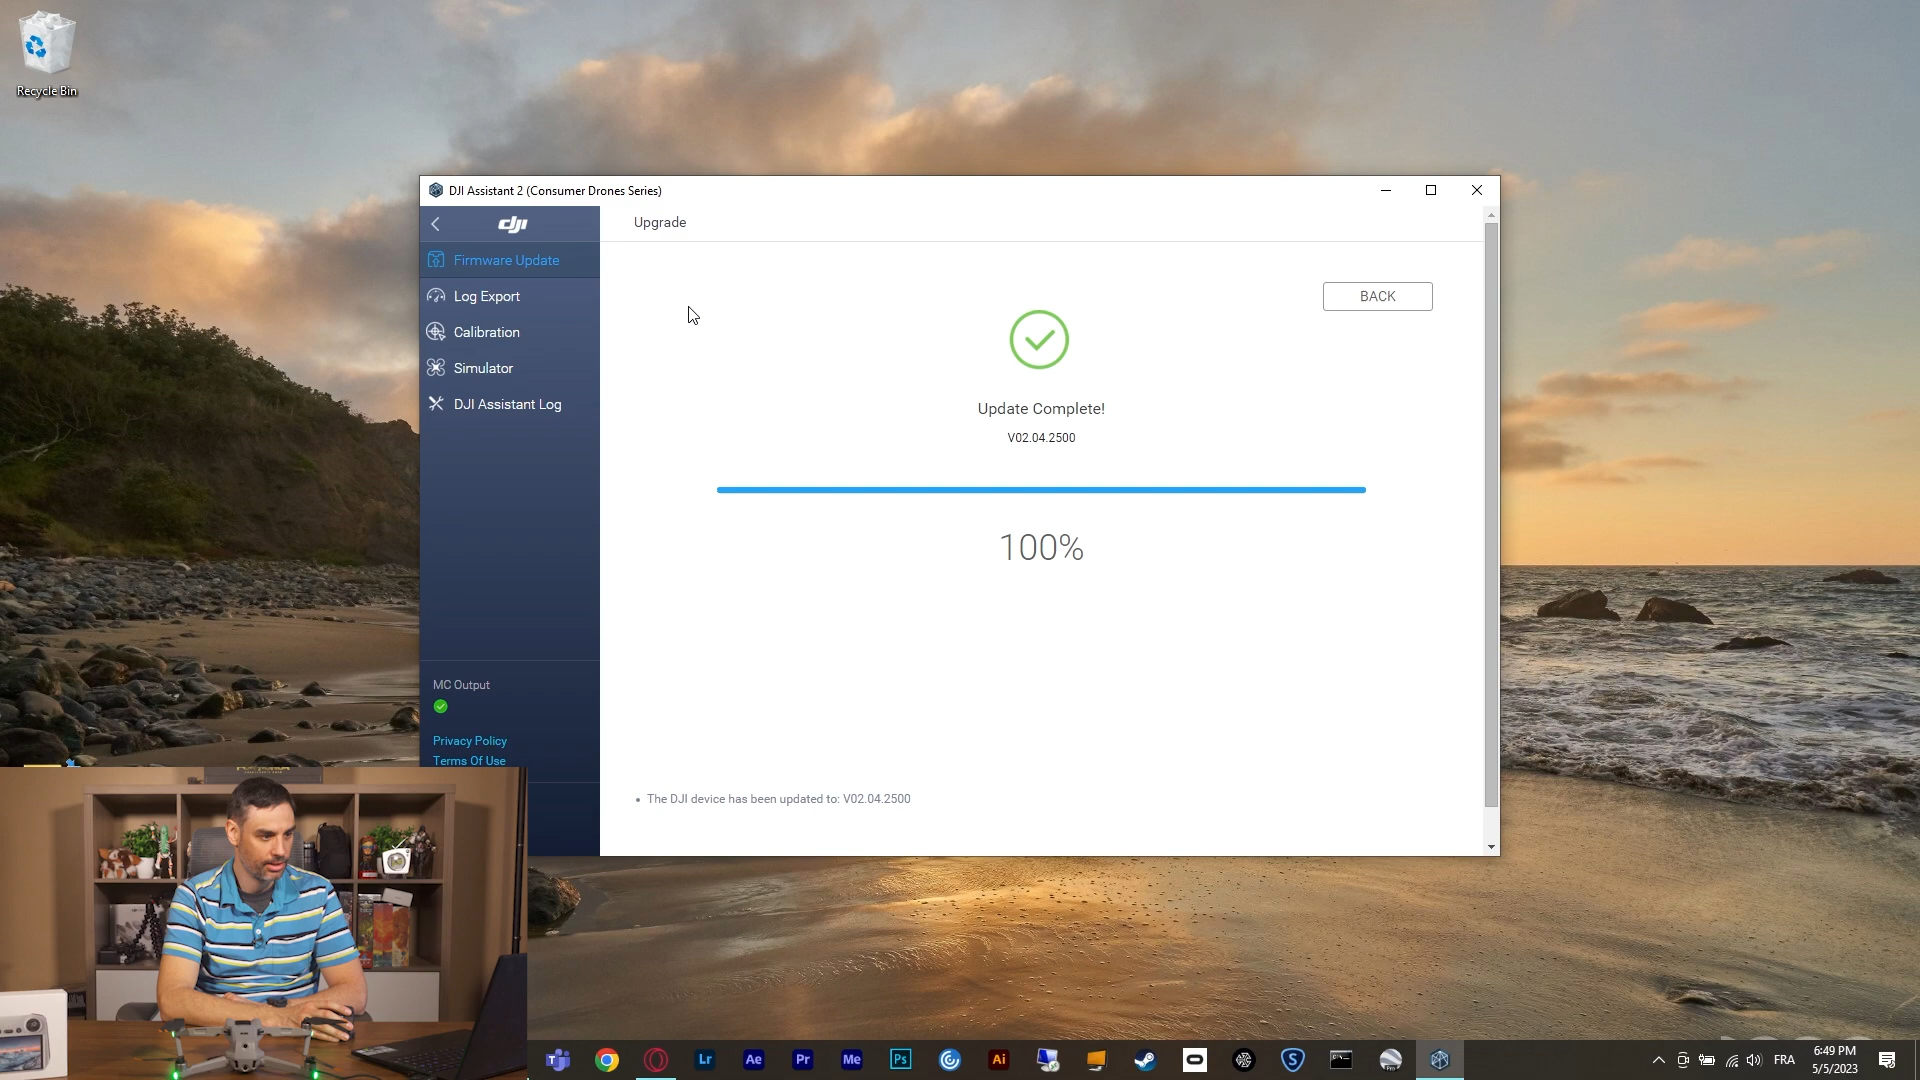 Recycle Bin
DJI Assistant 2 (Consumer Drones Series)
dji
Upgrade
Firmware Update
Log Export
Calibration
Simulator
DJI Assistant Log
BACK
Update Complete!
V02.04.2500
100%
MC Output
Privacy Policy
Terms Of Use
• The DJI device has been updated to: V02.04.2500
Lr
Ae
Pr
Me
Ps
Ai
S
FRA
6:49 PM
5/5/2023